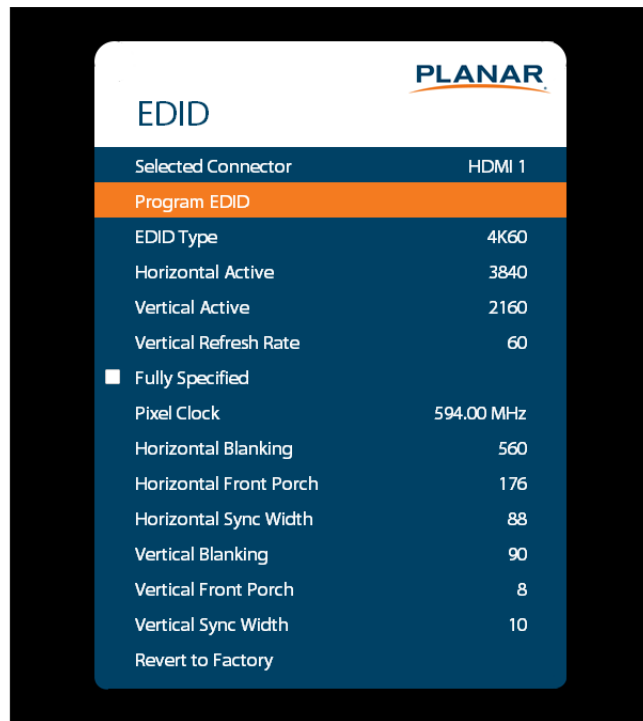 PLANAR
EDID
Selected Connector HDMI 1
Program EDID
EDID Type 4K60
Horizontal Active 3840
Vertical Active 2160
Vertical Refresh Rate 60
Fully Specified
Pixel Clock 594.00 MHz
Horizontal Blanking 560
Horizontal Front Porch 176
Horizontal Sync Width 88
Vertical Blanking 90
Vertical Front Porch 8
Vertical Sync Width 10
Revert to Factory